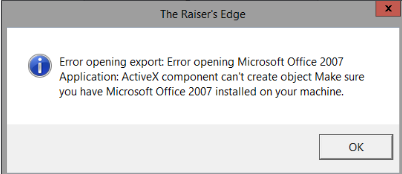 The Raiser's Edge
x
Error opening export: Error opening Microsoft Office 2007
Application: ActiveX component can't create object Make sure
you have Microsoft Office 2007 installed on your machine.
OK